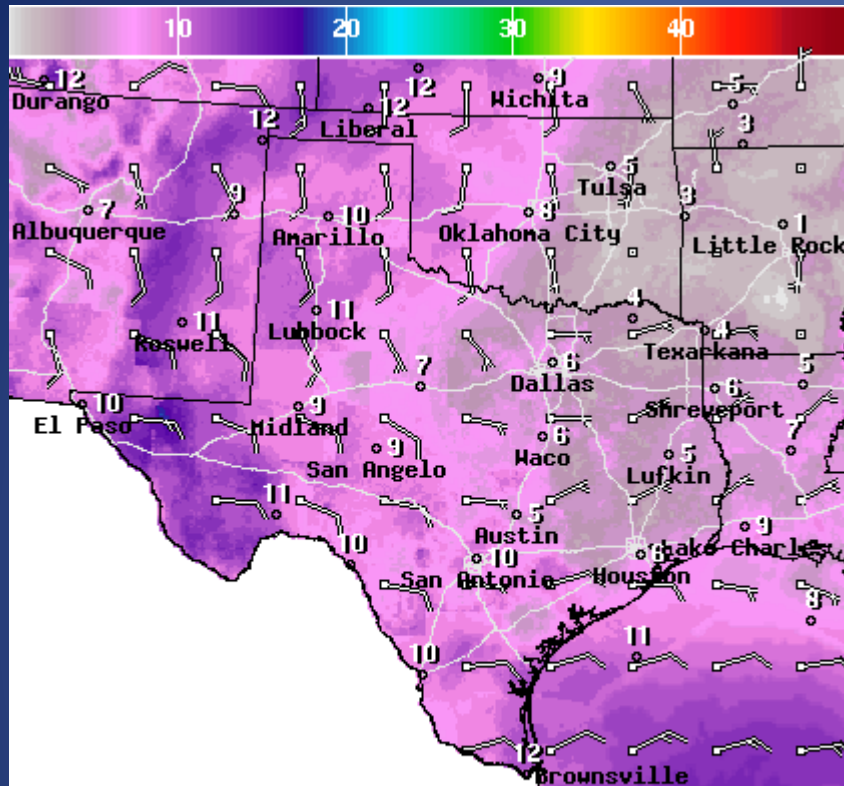 10 20 30 40
12 12 9
Durango Wichita 5
12 12 Liberal 3
5
Tulsa
7 9 10 8 3 1
Albuquerque Amarillo Oklahoma City Little Rock
11 11 4
Roswell Lubbock 4
Texarkana
7 6 5
Dallas 6
10 9 Shreveport
El Paso Midland 9 6 7
San Angelo Waco 5
Lufkin
11 5 9
Austin
10 10 6 Lake Charles
San Antonio Houston
8
11
10
12
Brownsville